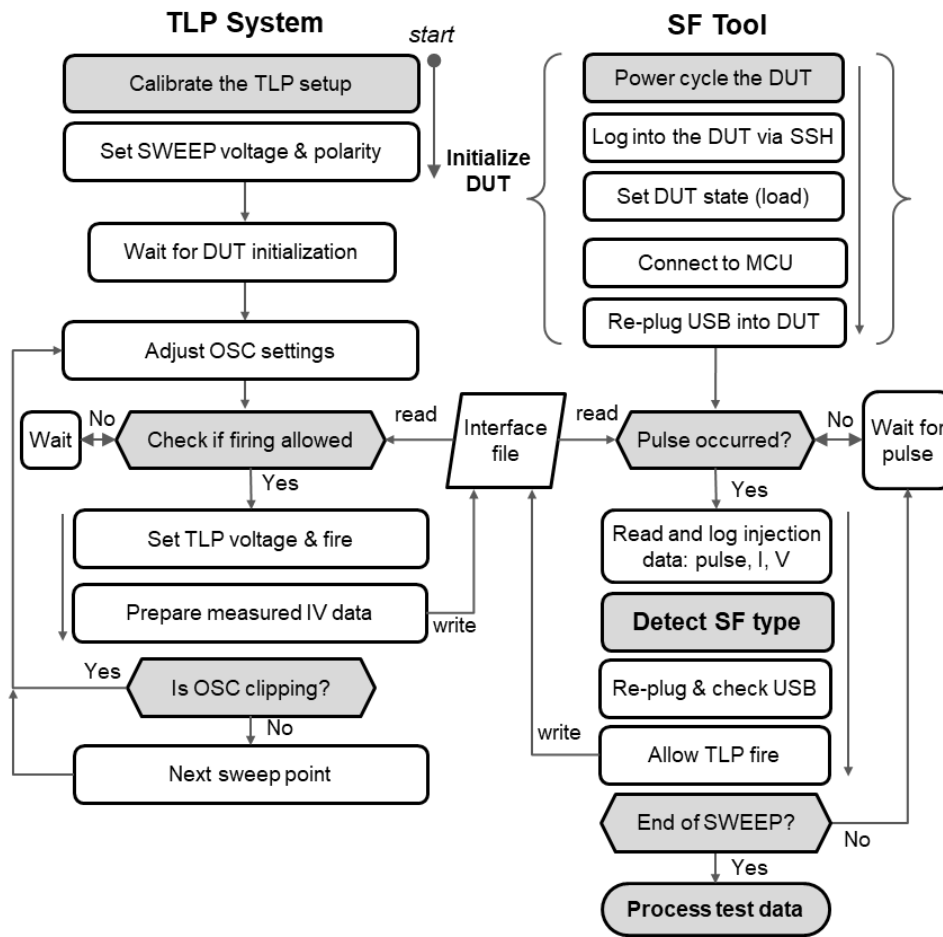 TLP System
start
Calibrate the TLP setup
Set SWEEP voltage & polarity
Wait for DUT initialization
Adjust OSC settings
Wait
No
Check if firing allowed
read
Yes
Set TLP voltage & fire
Prepare measured IV data
write
Yes
Is OSC clipping?
No
Next sweep point
Interface
file
SF Tool
Initialize
DUT
Power cycle the DUT
Log into the DUT via SSH
Set DUT state (load)
Connect to MCU
Re-plug USB into DUT
read
Pulse occurred?
No
Wait for
pulse
Yes
Read and log injection
data: pulse, I, V
Detect SF type
Re-plug & check USB
write
Allow TLP fire
End of SWEEP?
No
Yes
Process test data